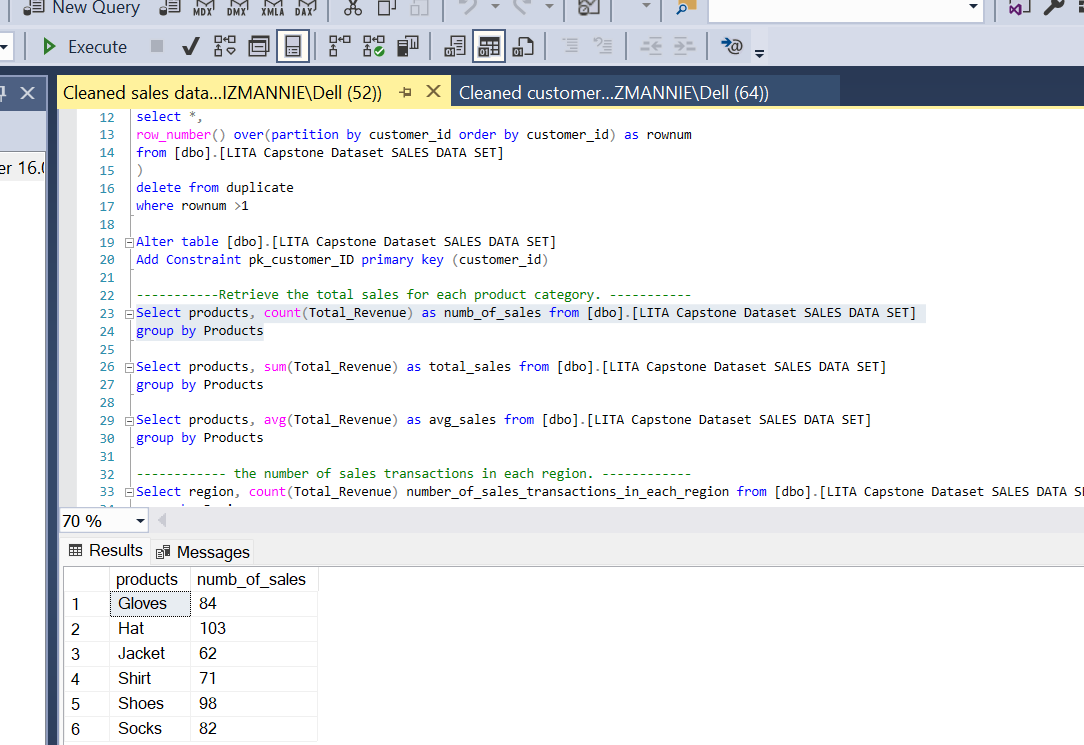 New Query MDX DMX XMLA DAX
Execute
Cleaned sales data...IZMANNIE\Dell (52)) Cleaned customer...ZMANNIE\Dell (64))
er 16.0
12 select *,
13 row_number() over(partition by customer_id order by customer_id) as rownum
14 from [dbo].[LITA Capstone Dataset SALES DATA SET]
15 )
16 delete from duplicate
17 where rownum >1
18
19 Alter table [dbo].[LITA Capstone Dataset SALES DATA SET]
20 Add Constraint pk_customer_ID primary key (customer_id)
21
22 -----------Retrieve the total sales for each product category. -----------
23 Select products, count(Total_Revenue) as numb_of_sales from [dbo].[LITA Capstone Dataset SALES DATA SET]
24 group by Products
25
26 Select products, sum(Total_Revenue) as total_sales from [dbo].[LITA Capstone Dataset SALES DATA SET]
27 group by Products
28
29 Select products, avg(Total_Revenue) as avg_sales from [dbo].[LITA Capstone Dataset SALES DATA SET]
30 group by Products
31
32 ------------ the number of sales transactions in each region. ------------
33 Select region, count(Total_Revenue) number_of_sales_transactions_in_each_region from [dbo].[LITA Capstone Dataset SALES DATA SE
70 %
Results Messages
products numb_of_sales
1 Gloves 84
2 Hat 103
3 Jacket 62
4 Shirt 71
5 Shoes 98
6 Socks 82